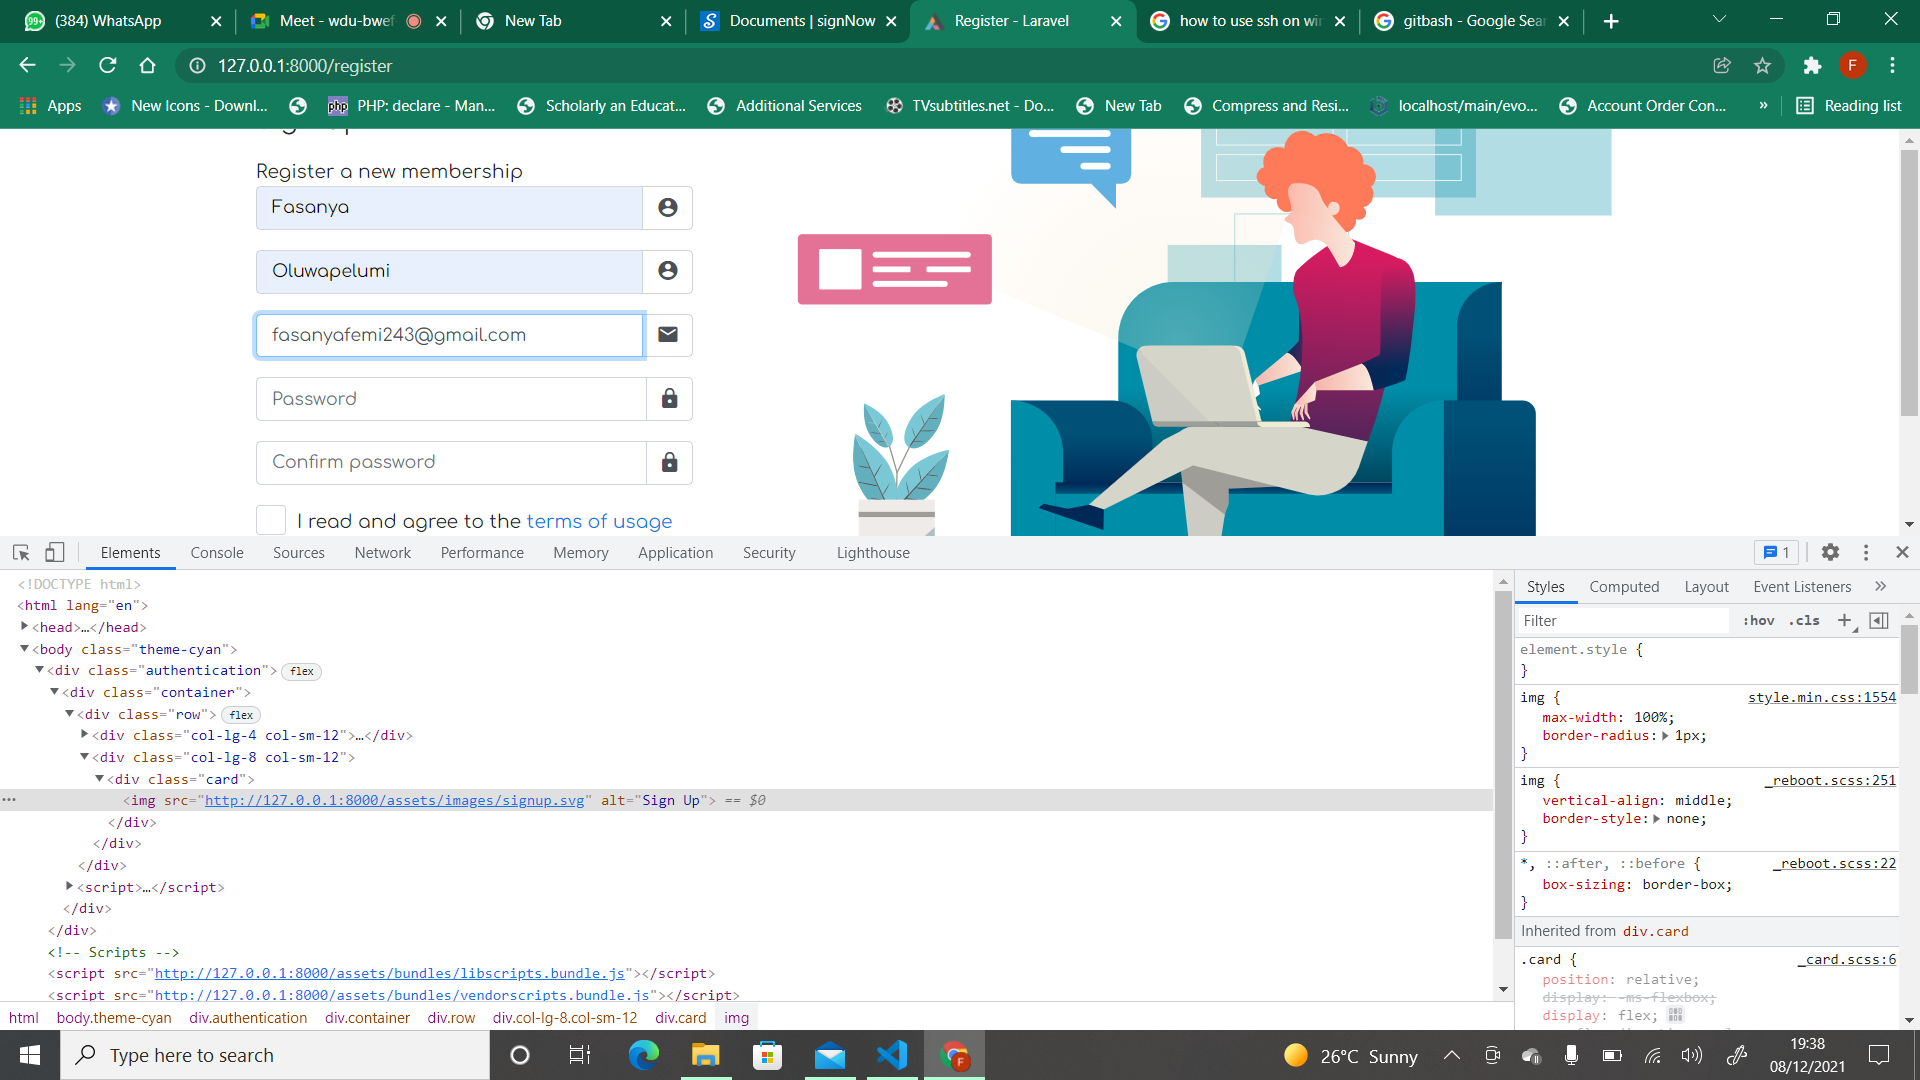 (384) WhatsApp
Meet - wdu-bwef
New Tab
Documents | signNow
Register - Laravel
how to use ssh on win
gitbash - Google Sear
127.0.0.1:8000/register
F
Apps
New Icons - Downl...
php PHP: declare - Man...
Scholarly an Educat...
Additional Services
TVsubtitles.net - Do...
New Tab
Compress and Resi...
localhost/main/evo...
Account Order Con...
»
Reading list
Register a new membership
Fasanya
Oluwapelumi
fasanyafemi243@gmail.com
Password
Confirm password
I read and agree to the terms of usage
Elements Console Sources Network Performance Memory Application Security Lighthouse
1
<!DOCTYPE html>
<html lang="en">
<head>…</head>
<body class="theme-cyan">
<div class="authentication"> flex
<div class="container">
<div class="row"> flex
<div class="col-lg-4 col-sm-12">…</div>
<div class="col-lg-8 col-sm-12">
<div class="card">
<img src="http://127.0.0.1:8000/assets/images/signup.svg" alt="Sign Up"> == $0
</div>
</div>
</div>
<script>…</script>
</div>
</div>
<!-- Scripts -->
<script src="http://127.0.0.1:8000/assets/bundles/libscripts.bundle.js"></script>
<script src="http://127.0.0.1:8000/assets/bundles/vendorscripts.bundle.js"></script>
html body.theme-cyan div.authentication div.container div.row div.col-lg-8.col-sm-12 div.card img
Styles Computed Layout Event Listeners »
Filter :hov .cls +
element.style {
}
img { style.min.css:1554
max-width: 100%;
border-radius: 1px;
}
img { _reboot.scss:251
vertical-align: middle;
border-style: none;
}
*, ::after, ::before { _reboot.scss:22
box-sizing: border-box;
}
Inherited from div.card
.card { _card.scss:6
position: relative;
display: -ms-flexbox;
display: flex;
Type here to search
F
26°C Sunny
19:38
08/12/2021